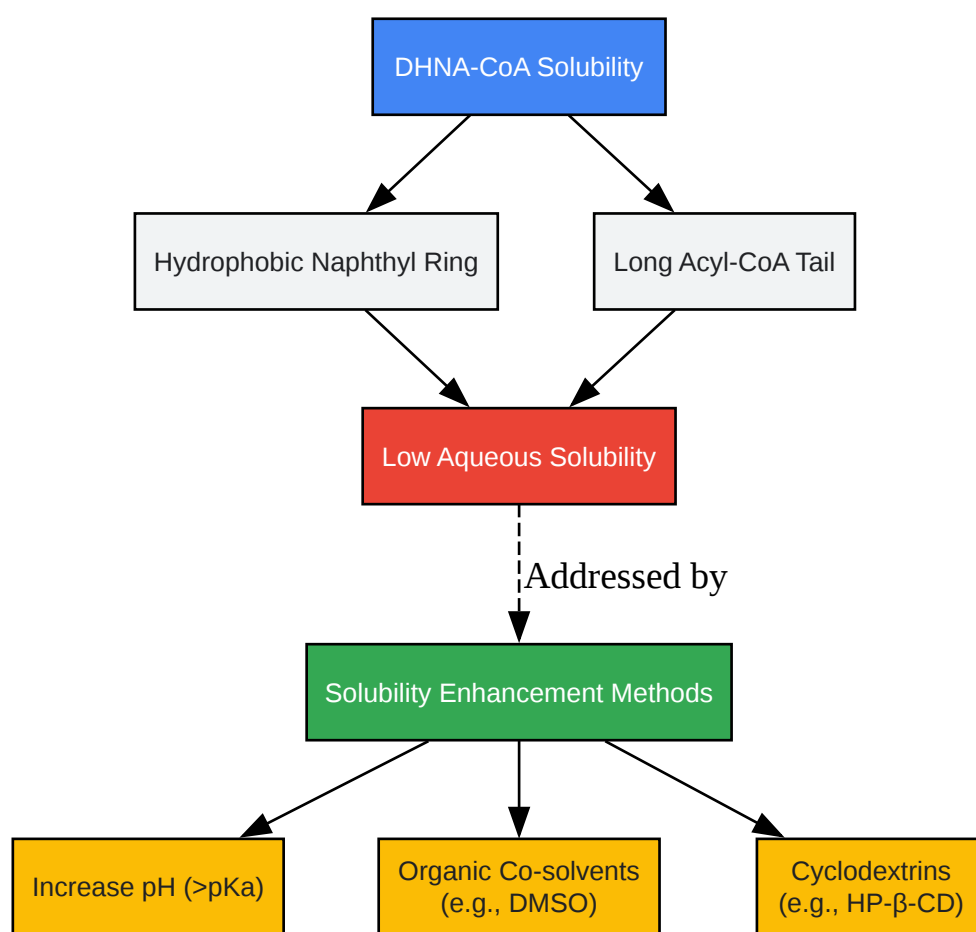 DHNA-CoA Solubility
Hydrophobic Naphthyl Ring
Long Acyl-CoA Tail
Low Aqueous Solubility
Addressed by
Solubility Enhancement Methods
Increase pH (>pKa)
Organic Co-solvents
(e.g., DMSO)
Cyclodextrins
(e.g., HP-β-CD)